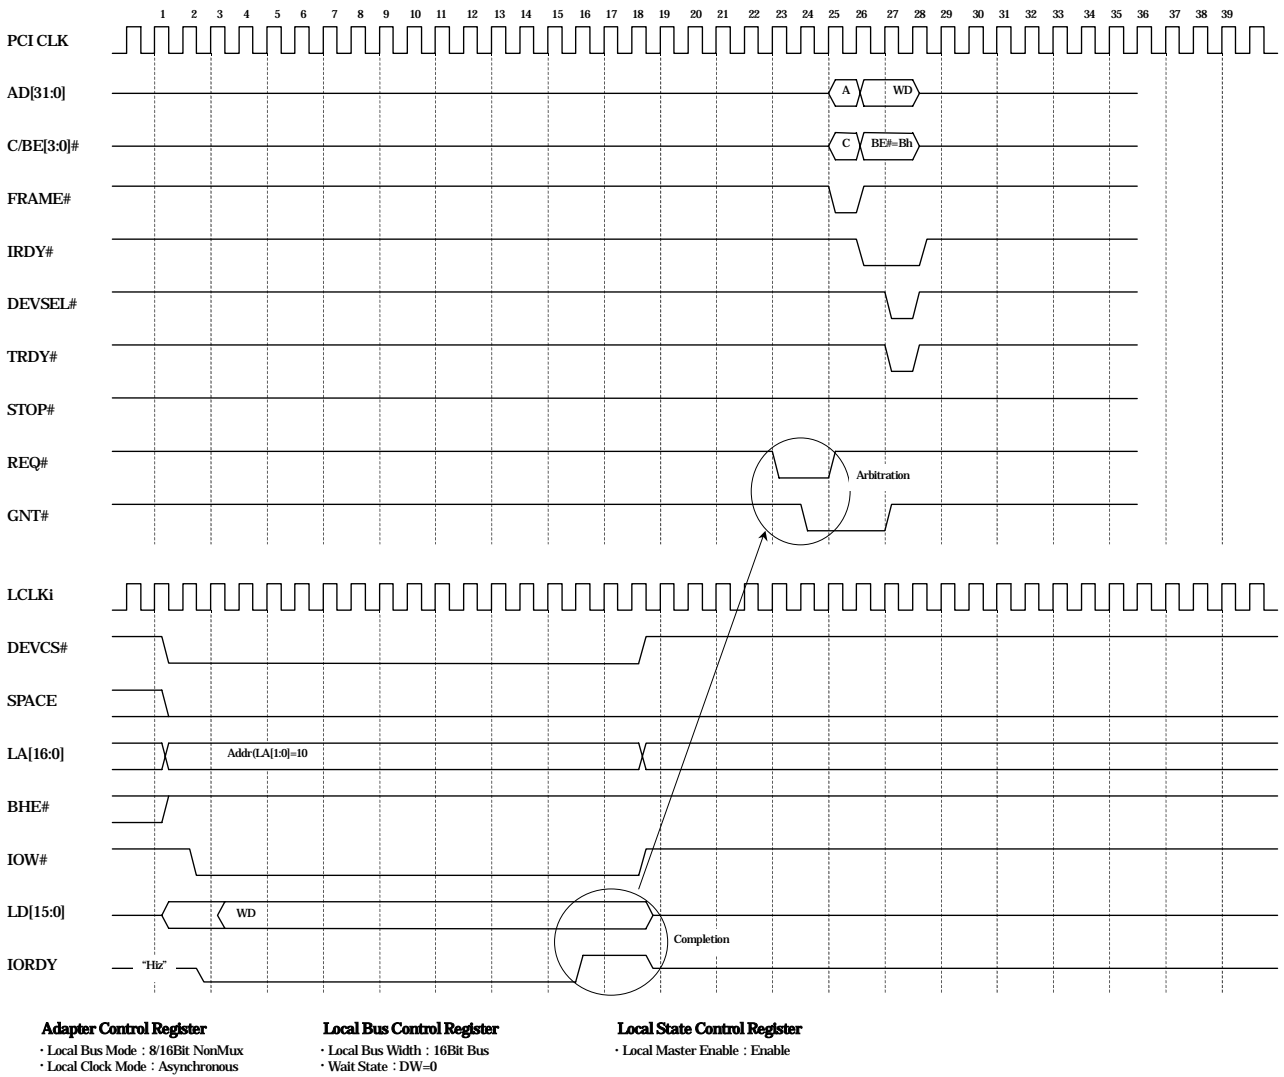 1 2 3 4 5 6 7 8 9 10 11 12 13 14 15 16 17 18 19 20 21 22 23 24 25 26 27 28 29 30 31 32 33 34 35 36 37 38 39
PCI CLK
AD[31:0] A WD
C/BE[3:0]# C BE#=Bh
FRAME#
IRDY#
DEVSEL#
TRDY#
STOP#
REQ# Arbitration
GNT#
LCLKi
DEVCS#
SPACE
LA[16:0] Addr(LA[1:0]=10
BHE#
IOW#
LD[15:0] WD
Completion
IORDY "Hiz"
Adapter Control Register Local Bus Control Register Local State Control Register
・Local Bus Mode : 8/16Bit NonMux ・Local Bus Width : 16Bit Bus ・Local Master Enable : Enable
・Local Clock Mode : Asynchronous ・Wait State : DW=0